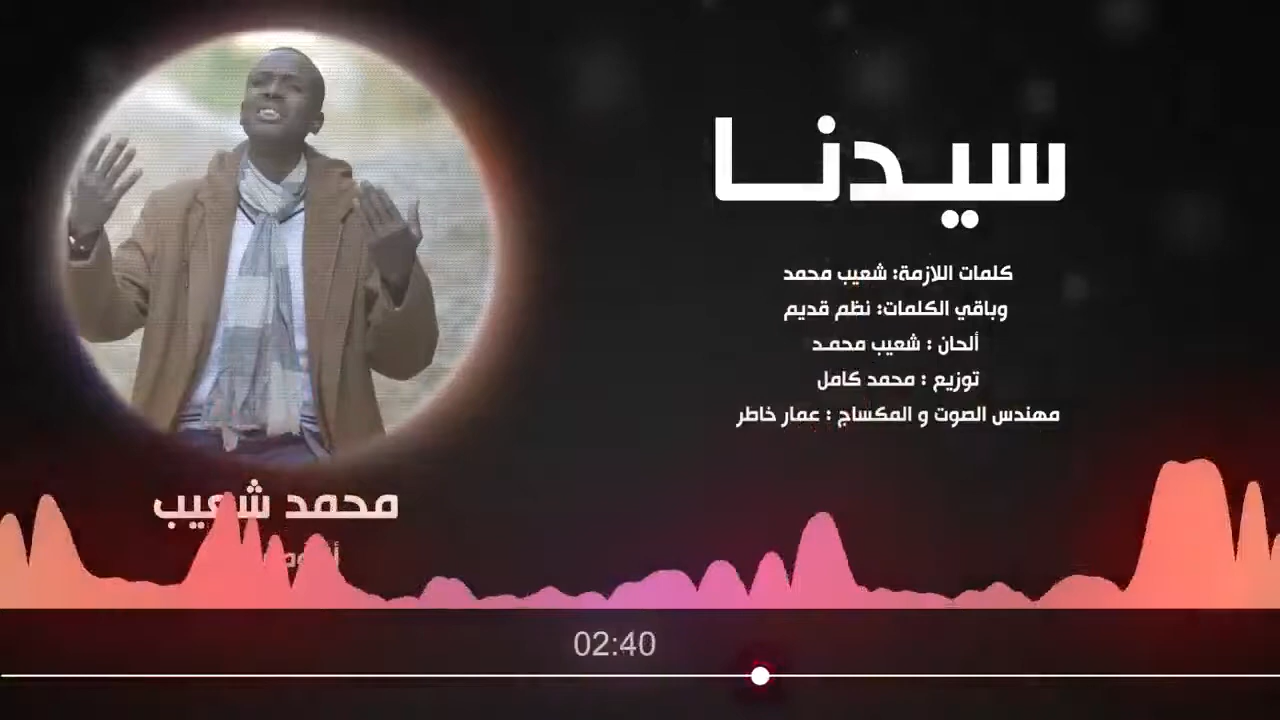 سيدنا
كلمات اللازمة: شعيب محمد
وباقي الكلمات: نظم قديم
ألحان : شعيب محمد
توزيع : محمد كامل
مهندس الصوت و المكساج : عمار خاطر
محمد شعيب
02:40